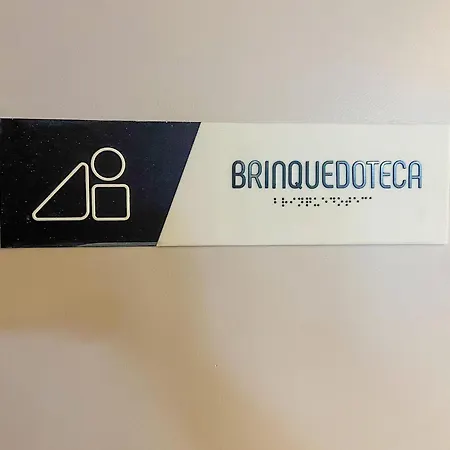 BRINQUEDOTECA
⠃⠗⠊⠝⠟⠥⠑⠙⠕⠞⠑⠉⠁